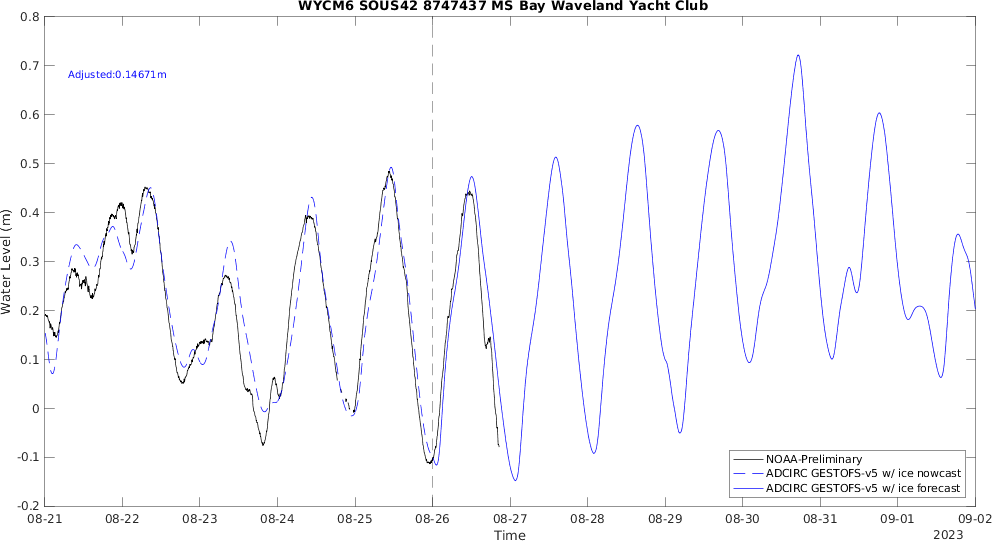 WYCM6 SOUS42 8747437 MS Bay Waveland Yacht Club
0.8
0.7
Adjusted:0.14671m
0.6
0.5
0.4
0.3
Water Level (m)
0.2
0.1
0
-0.1
-0.2
NOAA-Preliminary
ADCIRC GESTOFS-v5 w/ ice nowcast
ADCIRC GESTOFS-v5 w/ ice forecast
08-21 08-22 08-23 08-24 08-25 08-26 08-27 08-28 08-29 08-30 08-31 09-01 09-02
Time
2023